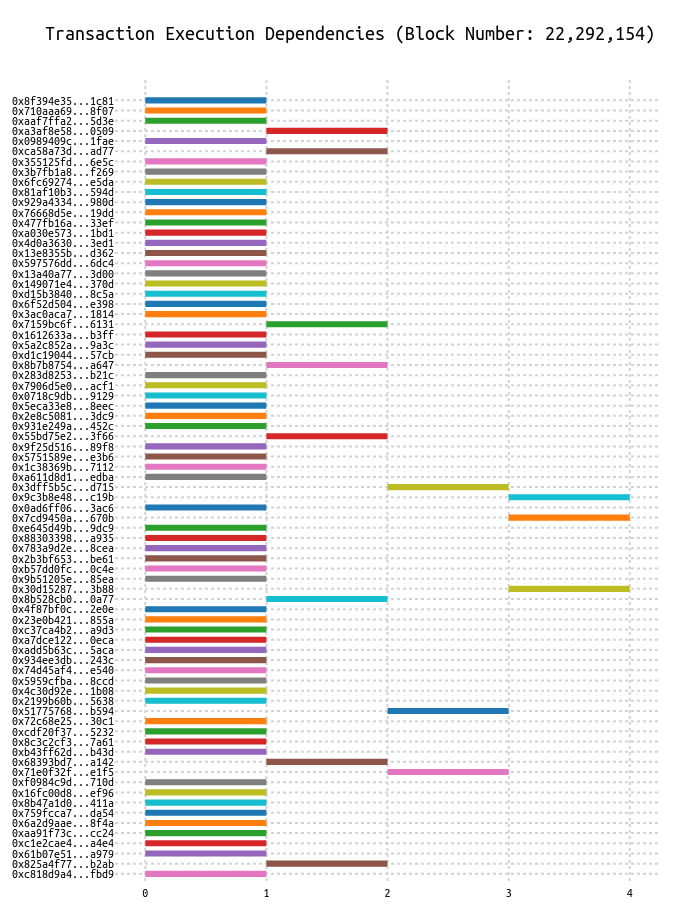 Transaction Execution Dependencies (Block Number: 22,292,154)
0x8f394e35...1c81
0x710aaa69...8f07
0xaaf7ffa2...5d3e
0xa3af8e58...0509
0x0989409c...1fae
0xca58a73d...ad77
0x355125fd...6e5c
0x3b7fb1a8...f269
0x6fc69274...e5da
0x81af10b3...594d
0x929a4334...980d
0x76668d5e...19dd
0x477fb16a...33ef
0xa030e573...1bd1
0x4d0a3630...3ed1
0x13e8355b...d362
0x597576dd...6dc4
0x13a40a77...3d00
0x149071e4...370d
0xd15b3840...8c5a
0x6f52d504...e398
0x3ac0aca7...1814
0x7159bc6f...6131
0x1612633a...b3ff
0x5a2c852a...9a3c
0xd1c19044...57cb
0x8b7b8754...a647
0x283d8253...b21c
0x7906d5e0...acf1
0x0718c9db...9129
0x5eca33e8...8eec
0x2e8c5081...3dc9
0x931e249a...452c
0x55bd75e2...3f66
0x9f25d516...89f8
0x5751589e...e3b6
0x1c38369b...7112
0xa611d8d1...edba
0x3dff5b5c...d715
0x9c3b8e48...c19b
0x0ad6ff06...3ac6
0x7cd9450a...670b
0xe645d49b...9dc9
0x88303398...a935
0x783a9d2e...8cea
0x2b3bf653...be61
0xb57dd0fc...0c4e
0x9b51205e...85ea
0x30d15287...3b88
0x8b528cb0...0a77
0x4f87bf0c...2e0e
0x23e0b421...855a
0xc37ca4b2...a9d3
0xa7dce122...0eca
0xadd5b63c...5aca
0x934ee3db...243c
0x74d45af4...e540
0x5959cfba...8ccd
0x4c30d92e...1b08
0x2199b60b...5638
0x51775768...b594
0x72c68e25...30c1
0xcdf20f37...5232
0x8c3c2cf3...7a61
0xb43ff62d...b43d
0x68393bd7...a142
0x71e0f32f...e1f5
0xf0984c9d...710d
0x16fc00d8...ef96
0x8b47a1d0...411a
0x759fcca7...da54
0x6a2d9aae...8f4a
0xaa91f73c...cc24
0xc1e2cae4...a4e4
0x61b07e51...a979
0x825a4f77...b2ab
0xc818d9a4...fbd9
0 1 2 3 4